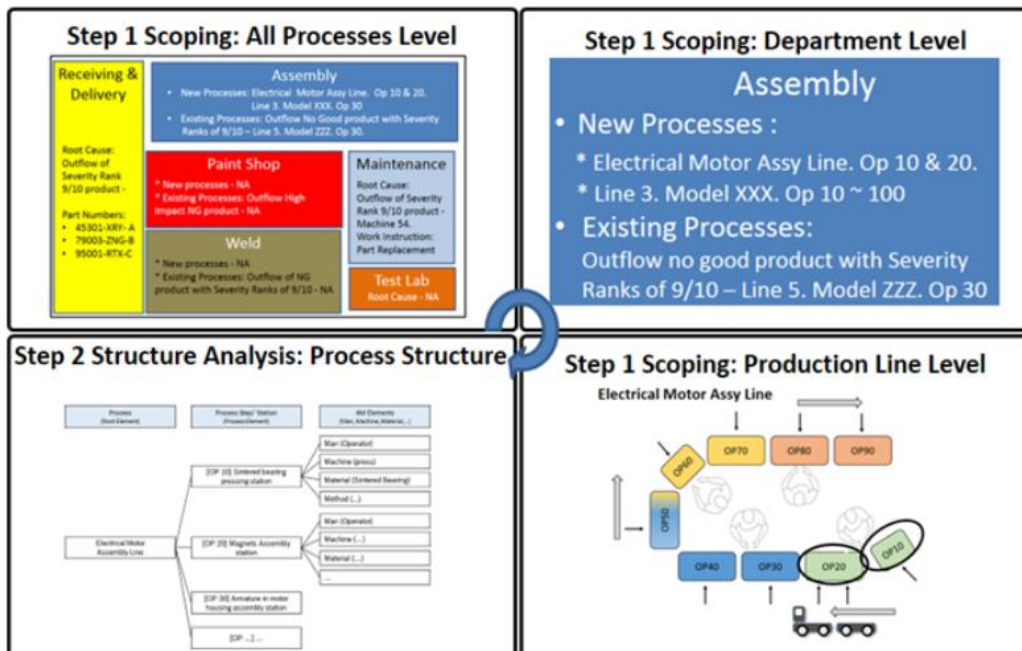 Step 1 Scoping: All Processes Level
Receiving &
Delivery
Root Cause:
Outflow of
Severity Rank
9/10 product -
Part Numbers:
• 45301-XRY- A
• 79003-ZNG-B
• 95001-RTX-C
Assembly
• New Processes: Electrical Motor Assy Line. Op 10 & 20.
Line 3. Model XXX. Op 30
• Existing Processes: Outflow No Good product with Severity
Ranks of 9/10 – Line 5. Model ZZZ. Op 30.
Paint Shop
* New processes - NA
* Existing Processes: Outflow High
Impact NG product - NA
Maintenance
Root Cause:
Outflow of Severity
Rank 9/10 product -
Machine 54.
Work Instruction:
Part Replacement
Weld
* New processes - NA
* Existing Processes: Outflow of NG
product with Severity Ranks of 9/10 - NA
Test Lab
Root Cause - NA
Step 1 Scoping: Department Level
Assembly
• New Processes :
* Electrical Motor Assy Line. Op 10 & 20.
* Line 3. Model XXX. Op 10 ~ 100
• Existing Processes:
Outflow no good product with Severity
Ranks of 9/10 – Line 5. Model ZZZ. Op 30
Step 2 Structure Analysis: Process Structure
Process
(Root Element)
Process Step/ Station
(Process Element)
4M Elements
(Man, Machine, Material, ...)
Electrical Motor
Assembly Line
[OP 10] Sintered bearing
pressing station
Man (Operator)
Machine (press)
Material (Sintered Bearing)
Method (...)
[OP 20] Magnets Assembly
station
Man (Operator)
Machine (...)
Material (...)
....
[OP 30] Armature in motor
housing assembly station
[OP ...] ...
Step 1 Scoping: Production Line Level
Electrical Motor Assy Line
OP70
OP80
OP90
OP60
OP50
OP40
OP30
OP20
OP10